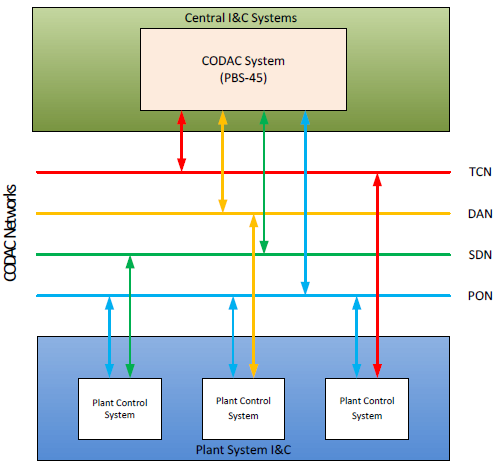 Central I&C Systems
CODAC System
(PBS-45)
CODAC Networks
TCN
DAN
SDN
PON
Plant Control
System
Plant Control
System
Plant Control
System
Plant System I&C